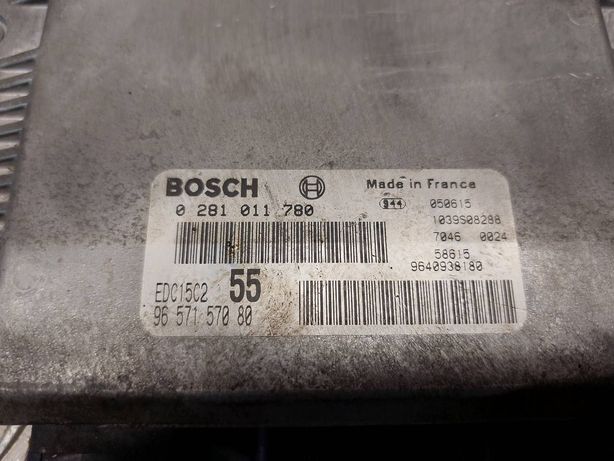 BOSCH
Made in France
0 281 011 780
944 050615
1039S08288
7046 0024
58615
9640938180
EDC15C2 55
96 571 570 80